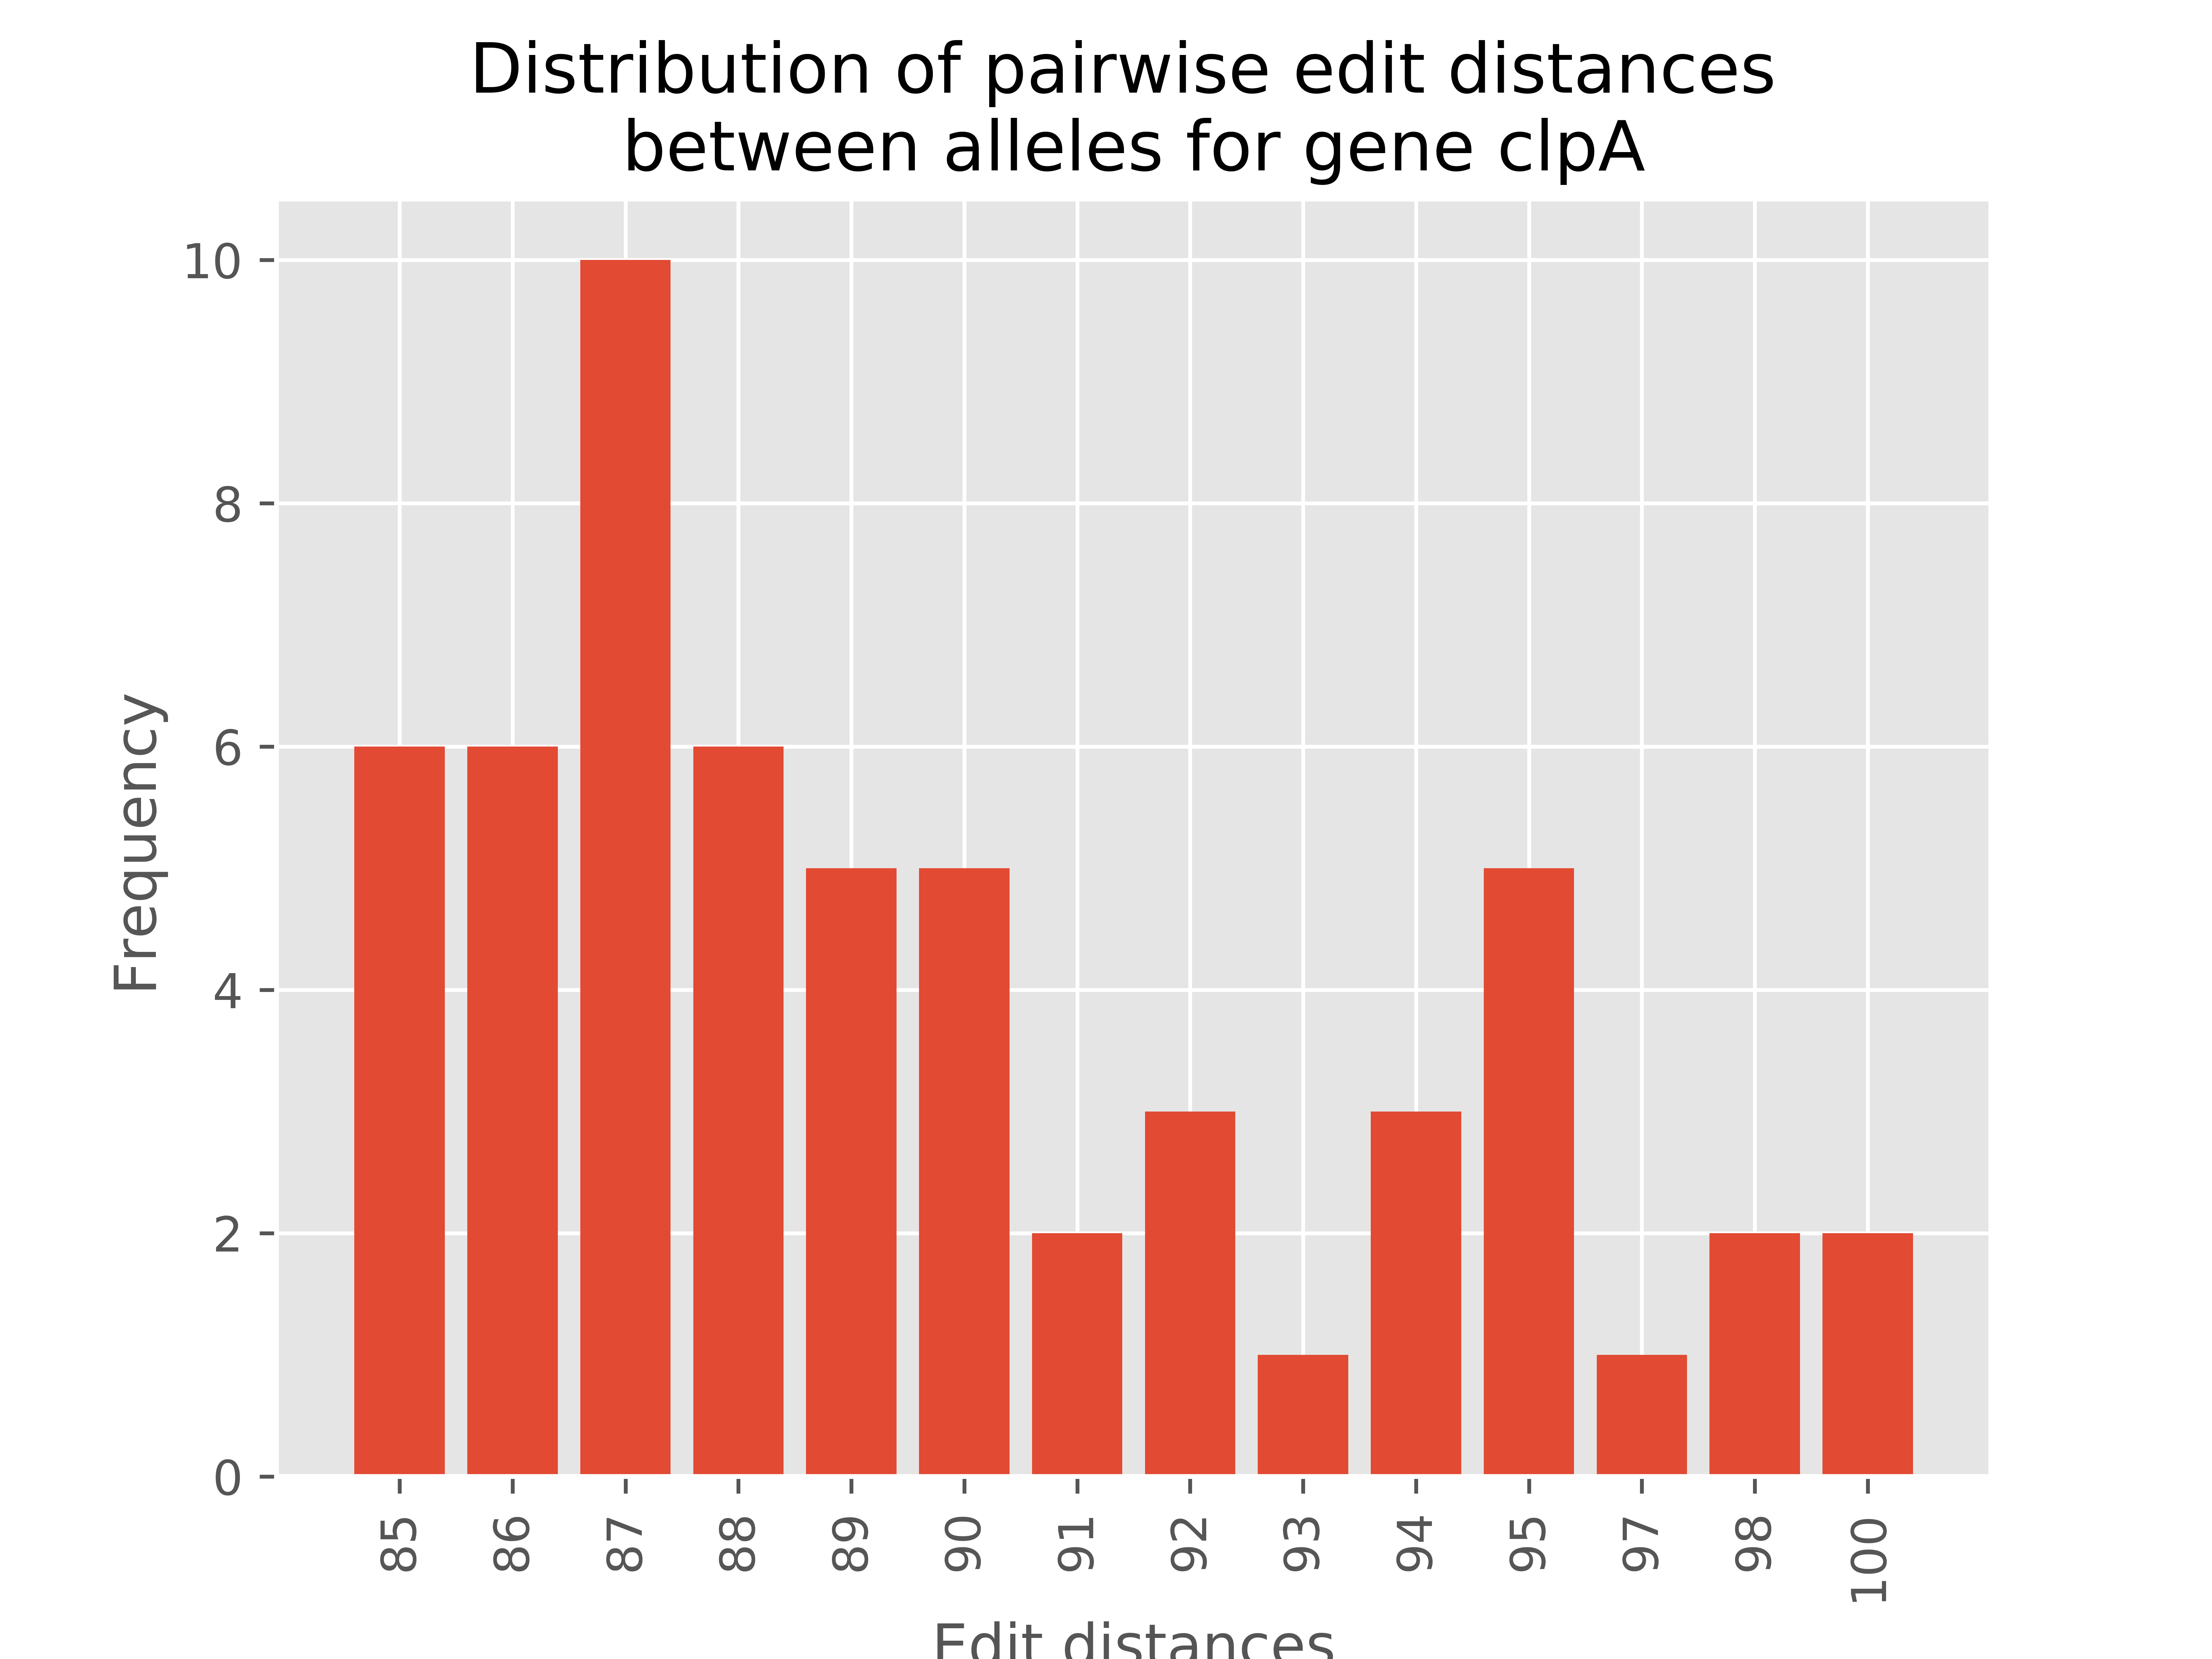 Distribution of pairwise edit distances
between alleles for gene clpA
Frequency
10
8
6
4
2
0
85 86 87 88 89 90 91 92 93 94 95 97 98 100
Edit distances